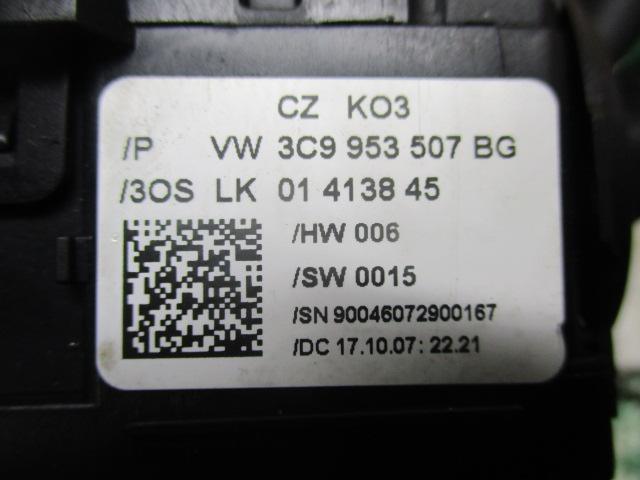 CZ KO3
/P VW 3C9 953 507 BG
/3OS LK 01 4138 45
/HW 006
/SW 0015
/SN 90046072900167
/DC 17.10.07: 22.21